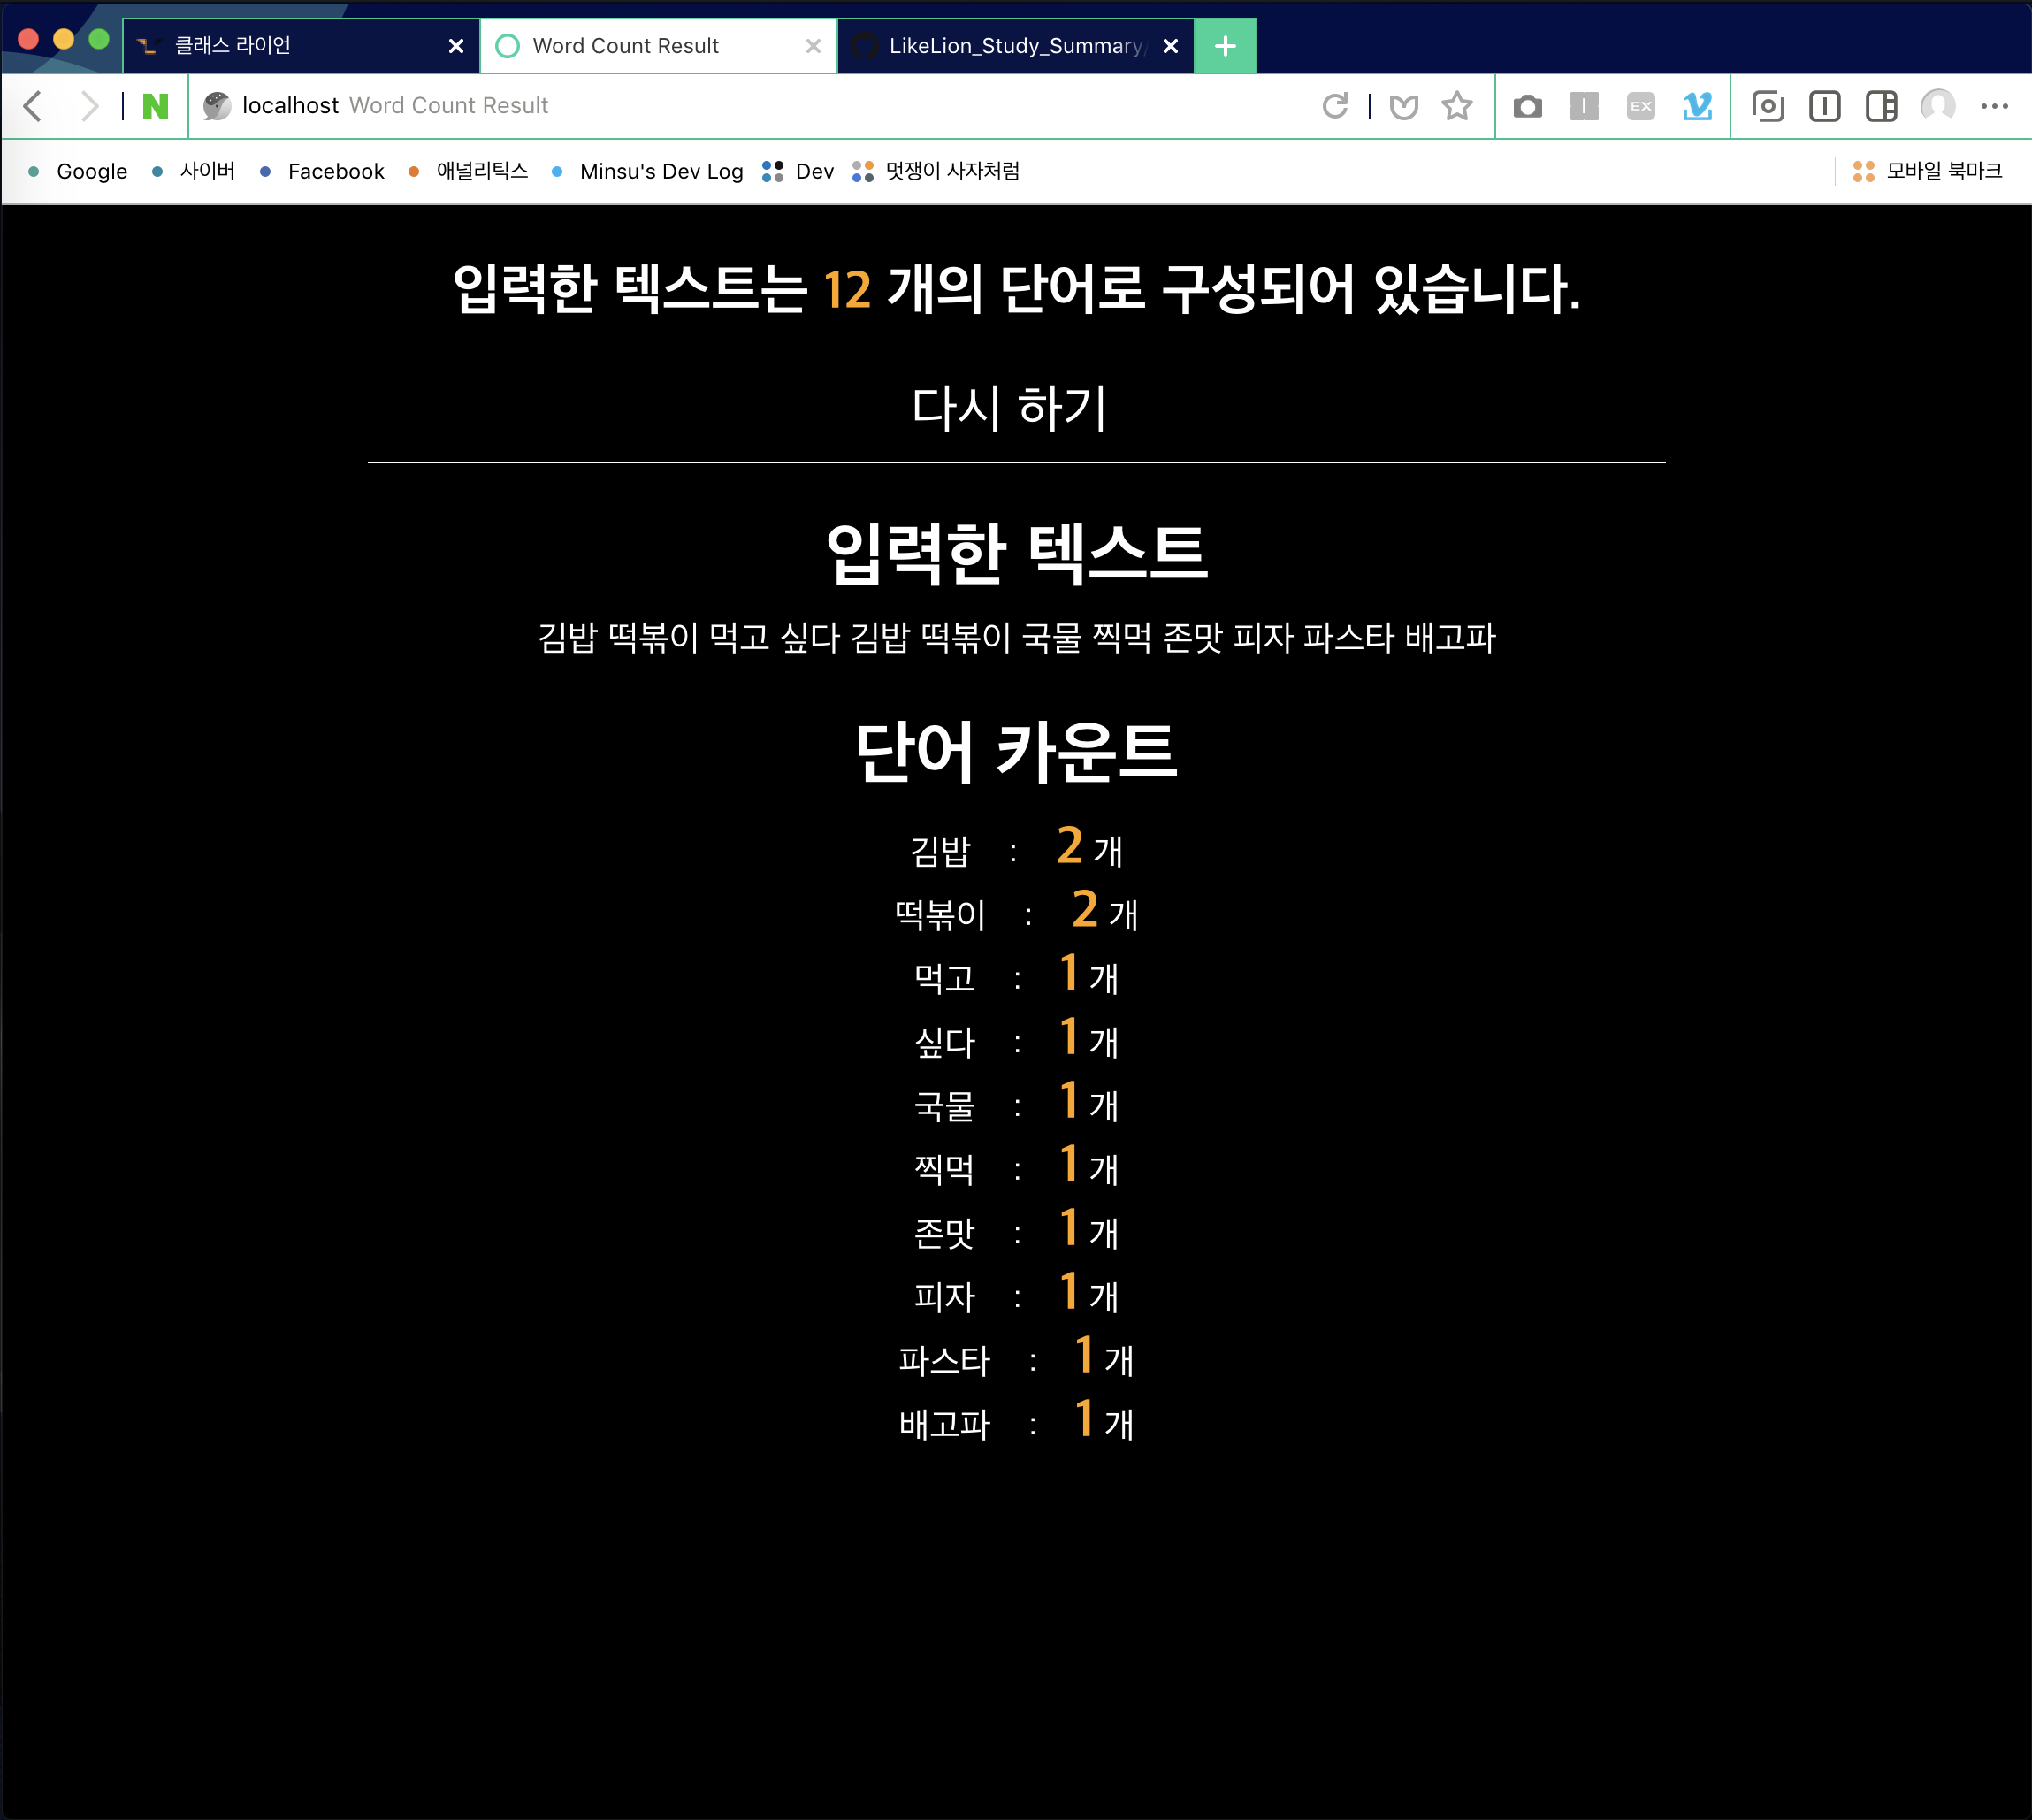 클래스 라이언
Word Count Result
LikeLion_Study_Summary
N
localhost Word Count Result
EX
Google 사이버 Facebook 애널리틱스 Minsu's Dev Log Dev 멋쟁이 사자처럼 모바일 북마크
입력한 텍스트는 12 개의 단어로 구성되어 있습니다.
다시 하기
입력한 텍스트
김밥 떡볶이 먹고 싶다 김밥 떡볶이 국물 찍먹 존맛 피자 파스타 배고파
단어 카운트
김밥 : 2 개
떡볶이 : 2 개
먹고 : 1 개
싶다 : 1 개
국물 : 1 개
찍먹 : 1 개
존맛 : 1 개
피자 : 1 개
파스타 : 1 개
배고파 : 1 개